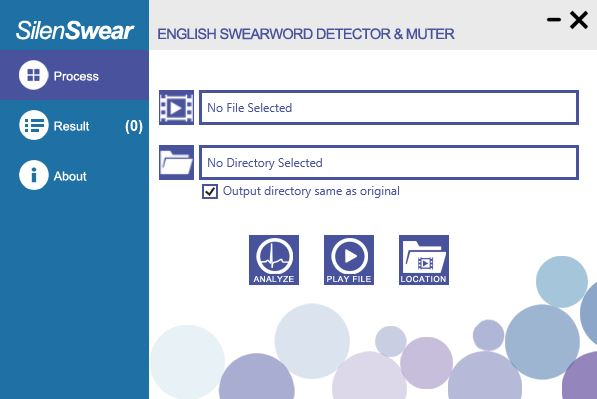 SilenSwear
ENGLISH SWEARWORD DETECTOR & MUTER
Process
Result (0)
About
No File Selected
No Directory Selected
Output directory same as original
ANALYZE
PLAY FILE
LOCATION